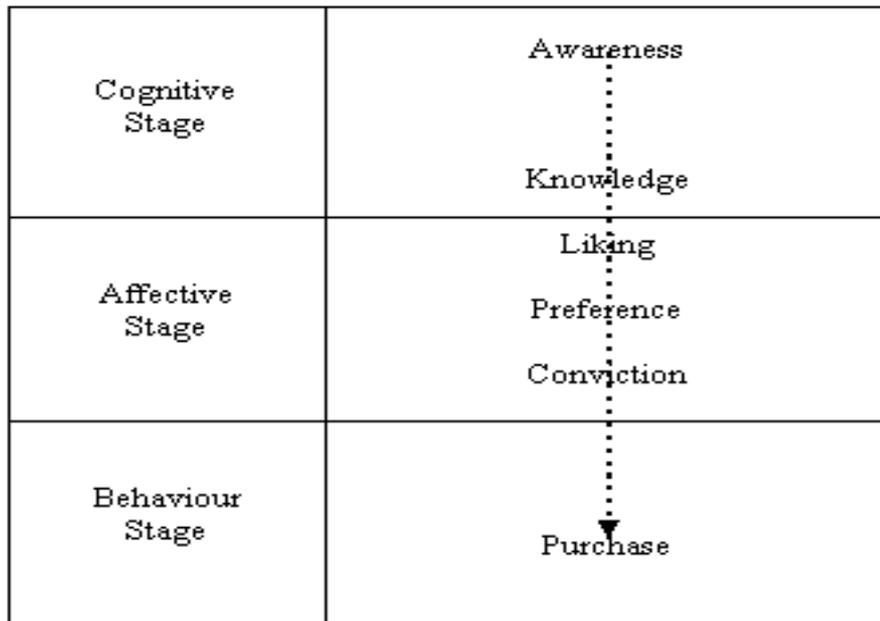 Cognitive
Stage
Awareness
Knowledge
Affective
Stage
Liking
Preference
Conviction
Behaviour
Stage
Purchase